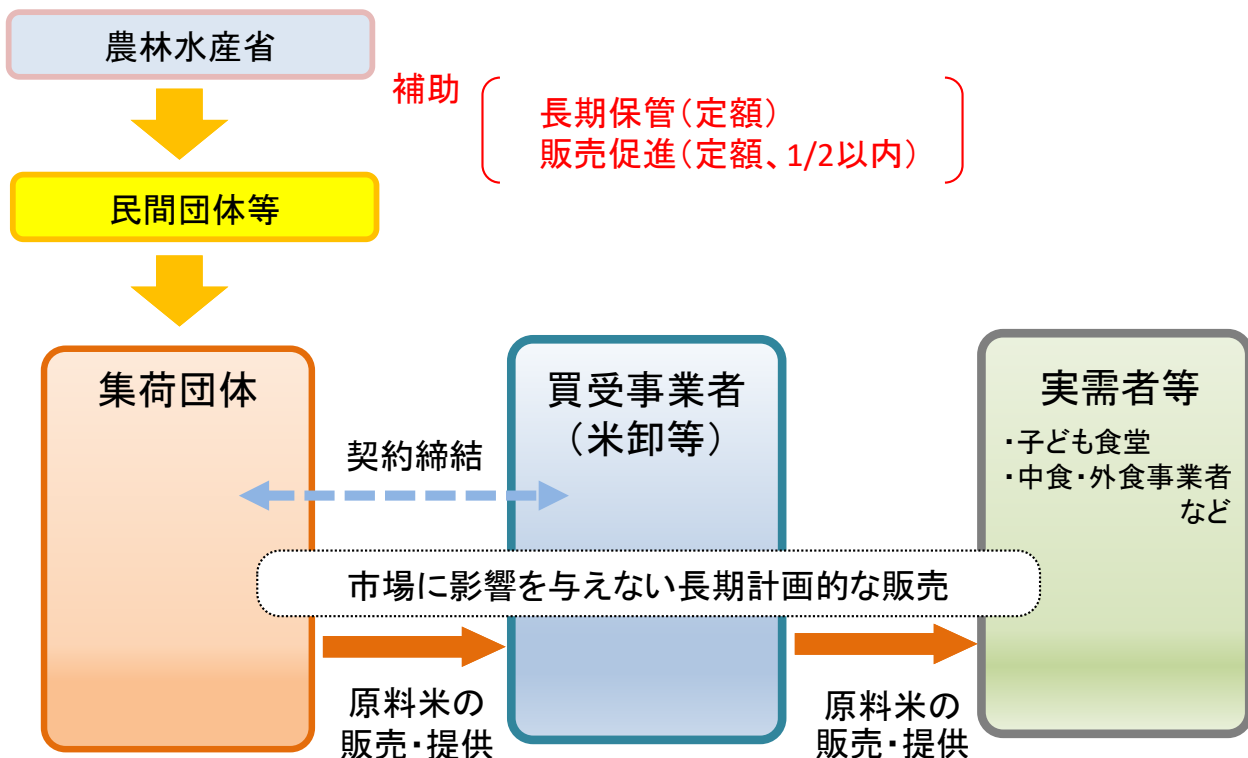 農林水産省
補助
長期保管(定額)
販売促進(定額、1/2以内)
民間団体等
集荷団体
買受事業者
(米卸等)
実需者等
・子ども食堂
・中食・外食事業者
など
契約締結
市場に影響を与えない長期計画的な販売
原料米の
販売・提供
原料米の
販売・提供